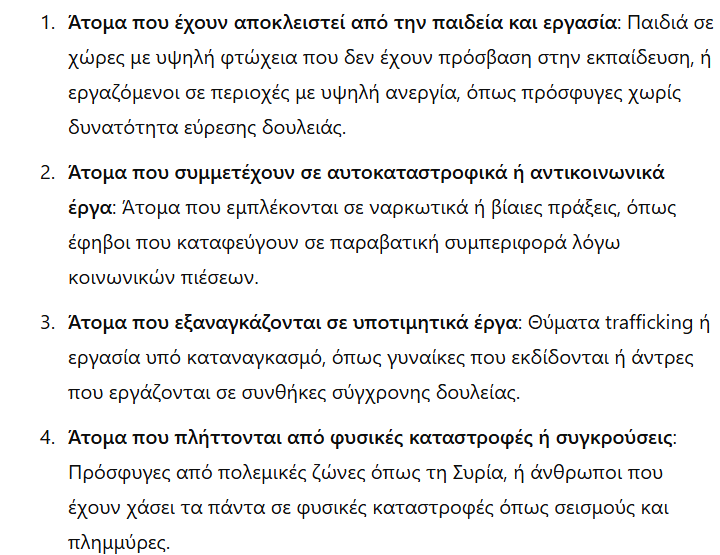 1. Άτομα που έχουν αποκλειστεί από την παιδεία και εργασία: Παιδιά σε
χώρες με υψηλή φτώχεια που δεν έχουν πρόσβαση στην εκπαίδευση, ή
εργαζόμενοι σε περιοχές με υψηλή ανεργία, όπως πρόσφυγες χωρίς
δυνατότητα εύρεσης δουλειάς.
2. Άτομα που συμμετέχουν σε αυτοκαταστροφικά ή αντικοινωνικά
έργα: Άτομα που εμπλέκονται σε ναρκωτικά ή βίαιες πράξεις, όπως
έφηβοι που καταφεύγουν σε παραβατική συμπεριφορά λόγω
κοινωνικών πιέσεων.
3. Άτομα που εξαναγκάζονται σε υποτιμητικά έργα: Θύματα trafficking ή
εργασία υπό καταναγκασμό, όπως γυναίκες που εκδίδονται ή άντρες
που εργάζονται σε συνθήκες σύγχρονης δουλείας.
4. Άτομα που πλήττονται από φυσικές καταστροφές ή συγκρούσεις:
Πρόσφυγες από πολεμικές ζώνες όπως τη Συρία, ή άνθρωποι που
έχουν χάσει τα πάντα σε φυσικές καταστροφές όπως σεισμούς και
πλημμύρες.